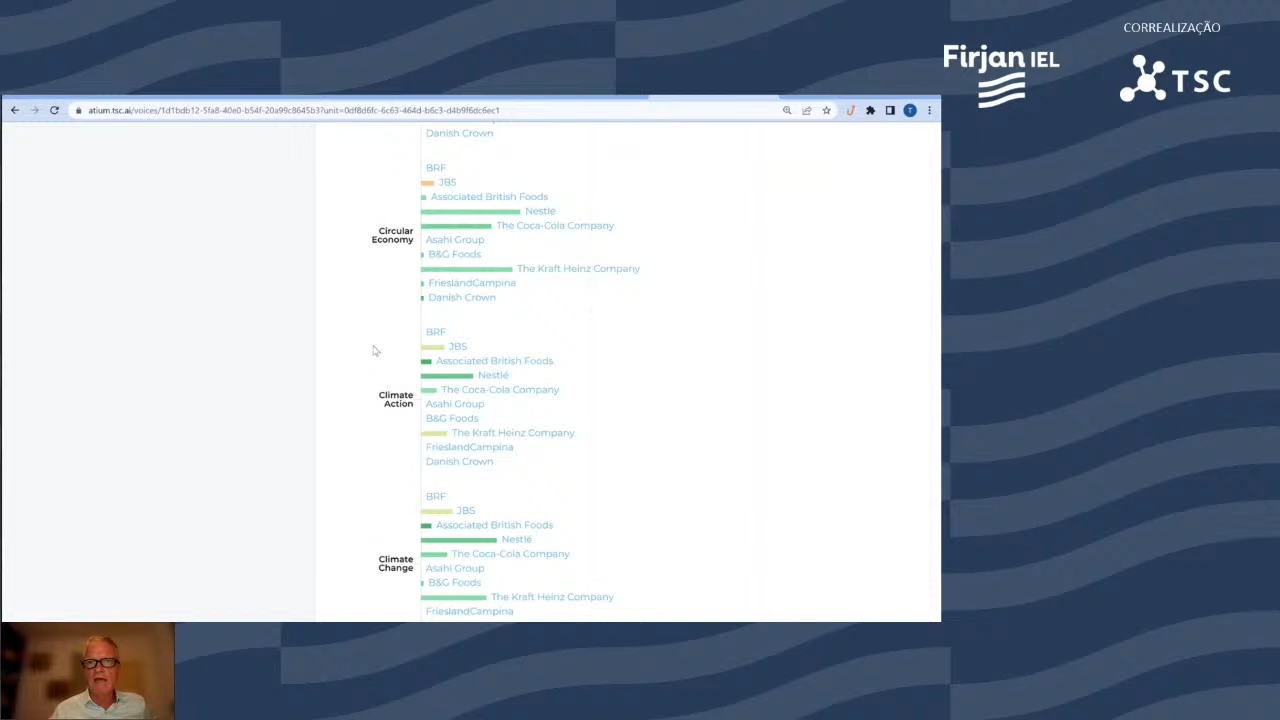 CORREALIZAÇÃO
Firjan IEL
TSC
atium.tsc.ai/voices/1d1bdb12-5fa8-40e0-b54f-20a99c8645b3?unit=0df8d6fc-6c63-464d-b6c3-d4b9f6dc6ec1
T
Danish Crown
Circular
Economy
BRF
JBS
Associated British Foods
Nestlé
The Coca-Cola Company
Asahi Group
B&G Foods
The Kraft Heinz Company
FrieslandCampina
Danish Crown
Climate
Action
BRF
JBS
Associated British Foods
Nestlé
The Coca-Cola Company
Asahi Group
B&G Foods
The Kraft Heinz Company
FrieslandCampina
Danish Crown
Climate
Change
BRF
JBS
Associated British Foods
Nestlé
The Coca-Cola Company
Asahi Group
B&G Foods
The Kraft Heinz Company
FrieslandCampina